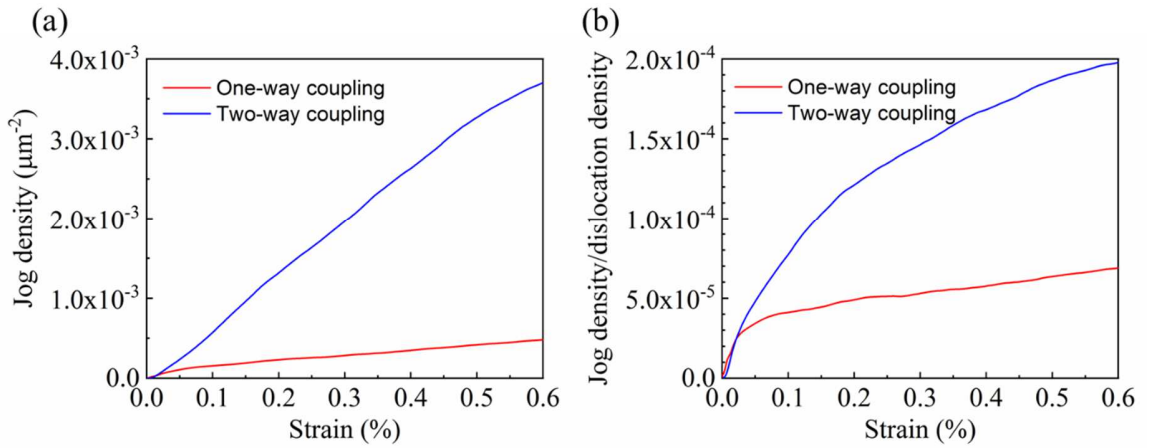 (a)
4.0x10⁻³
3.0x10⁻³
2.0x10⁻³
1.0x10⁻³
0.0
Jog density (μm⁻²)
One-way coupling
Two-way coupling
0.0 0.1 0.2 0.3 0.4 0.5 0.6
Strain (%)
(b)
2.0x10⁻⁴
1.5x10⁻⁴
1.0x10⁻⁴
5.0x10⁻⁵
0.0
Jog density/dislocation density
One-way coupling
Two-way coupling
0.0 0.1 0.2 0.3 0.4 0.5 0.6
Strain (%)